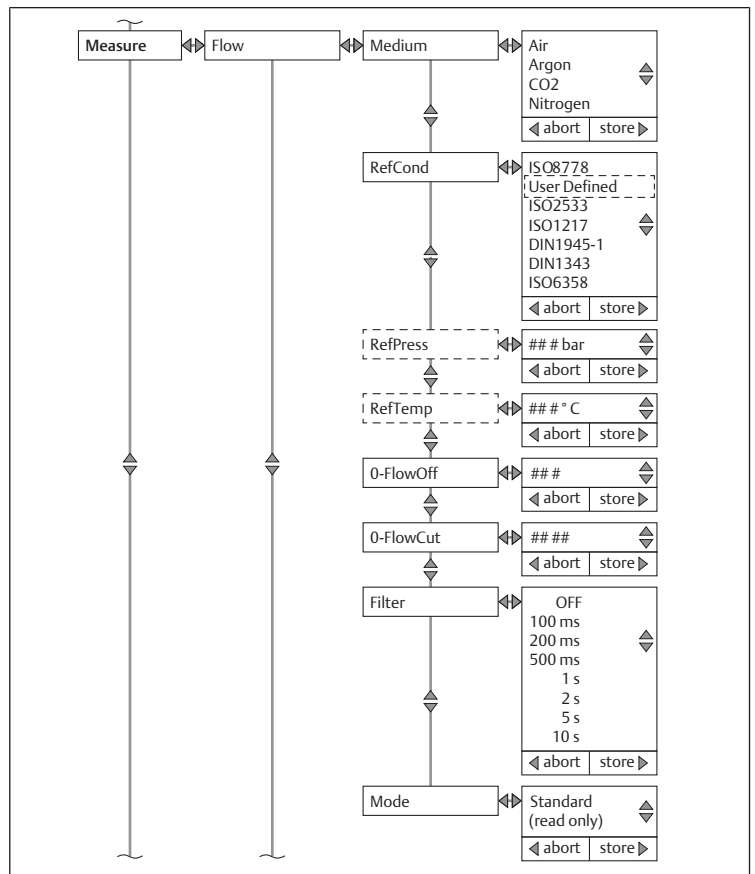 Measure
Flow
Medium
Air
Argon
CO2
Nitrogen
abort store
RefCond
ISO8778
User Defined
ISO2533
ISO1217
DIN1945-1
DIN1343
ISO6358
abort store
RefPress
###bar
abort store
RefTemp
###°C
abort store
0-FlowOff
###
abort store
0-FlowCut
####
abort store
Filter
OFF
100 ms
200 ms
500 ms
1 s
2 s
5 s
10 s
abort store
Mode
Standard
(read only)
abort store